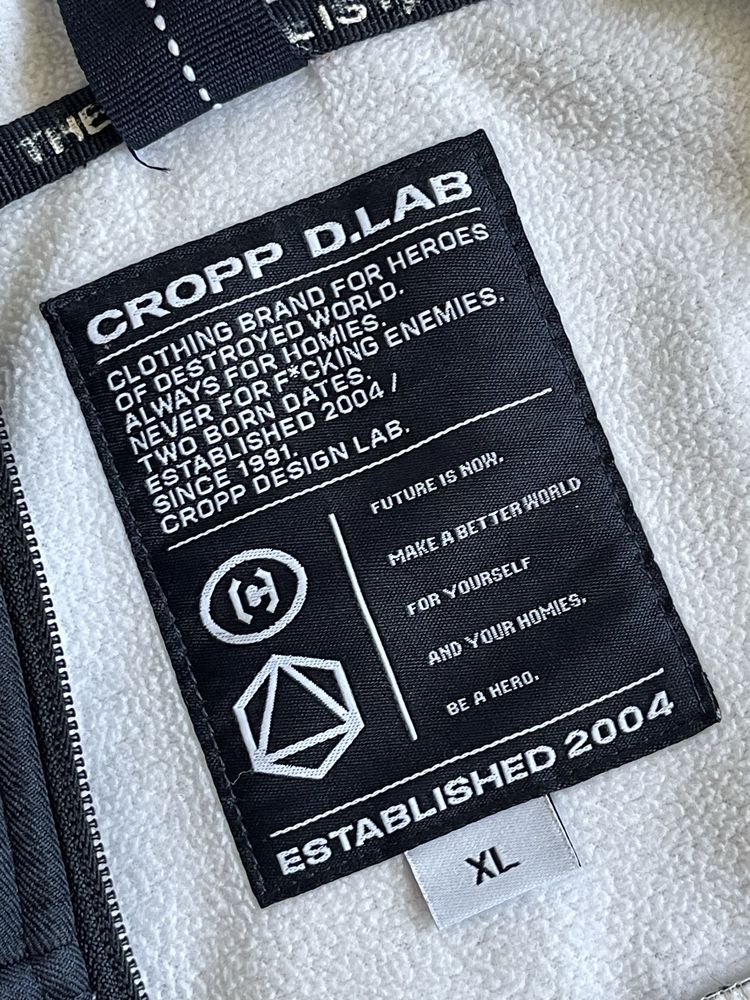 THE
IS
CROPP D.LAB
CLOTHING BRAND FOR HEROES
OF DESTROYED WORLD.
ALWAYS FOR HOMIES.
NEVER FOR F*CKING ENEMIES.
TWO BORN DATES.
ESTABLISHED 2004 /
SINCE 1991.
CROPP DESIGN LAB.
FUTURE IS NOW.
MAKE A BETTER WORLD
FOR YOURSELF
AND YOUR HOMIES.
BE A HERO.
ESTABLISHED 2004
XL